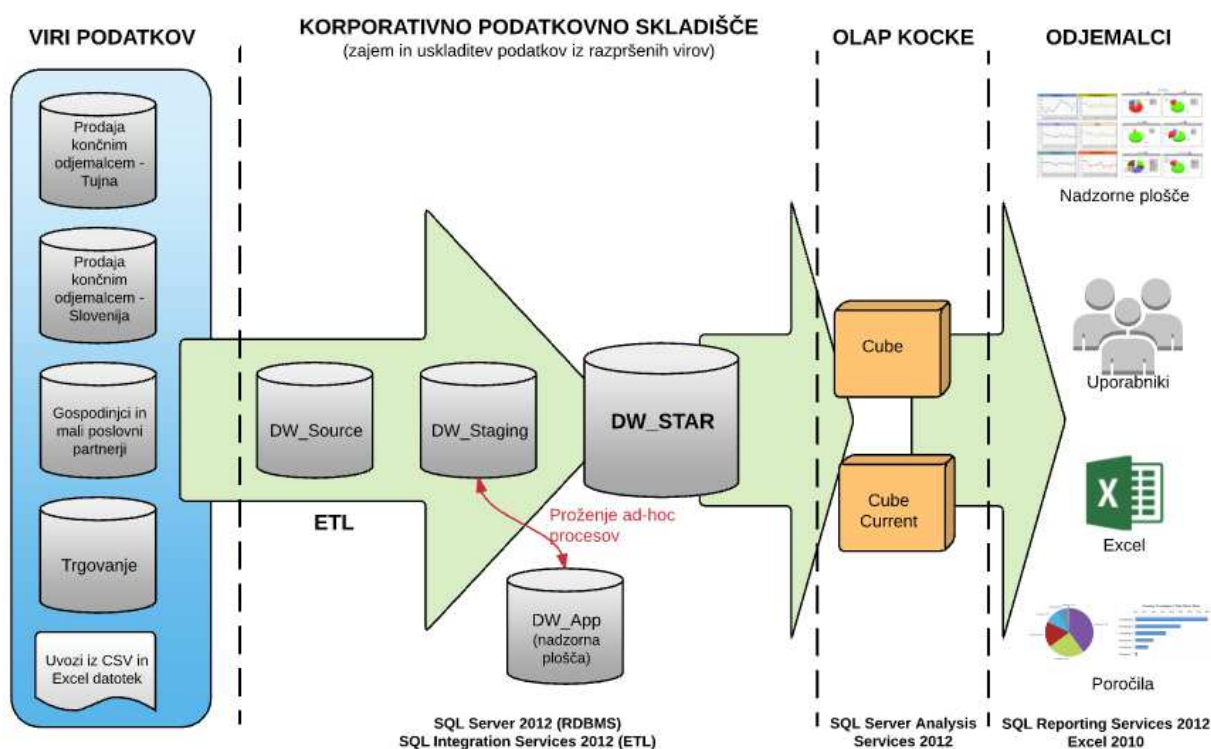 VIRI PODATKOV
KORPORATIVNO PODATKOVNO SKLADIŠČE
(zajem in uskladitev podatkov iz razpršenih virov)
OLAP KOCKE
ODJEMALCI
Prodaja
končnim
odjemalcem -
Tujna
Prodaja
končnim
odjemalcem -
Slovenija
Gospodinjci in
mali poslovni
partnerji
Trgovanje
Uvozi iz CSV in
Excel datotek
DW_Source
DW_Staging
DW_STAR
ETL
Proženje ad-hoc
procesov
DW_App
(nadzorna
plošča)
Cube
Cube
Current
Nadzorne plošče
Uporabniki
X
Excel
Poročila
SQL Server 2012 (RDBMS)
SQL Integration Services 2012 (ETL)
SQL Server Analysis
Services 2012
SQL Reporting Services 2012
Excel 2010